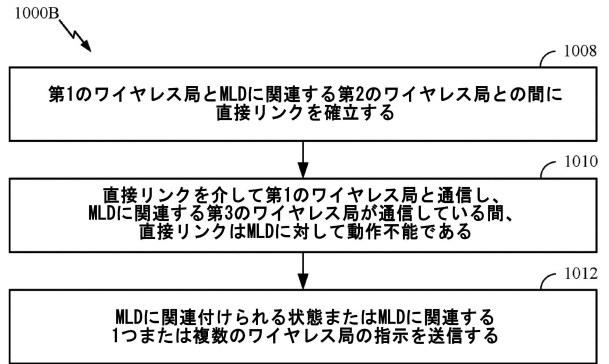 1000B
1008
第1のワイヤレス局とMLDに関連する第2のワイヤレス局との間に
直接リンクを確立する
1010
直接リンクを介して第1のワイヤレス局と通信し、
MLDに関連する第3のワイヤレス局が通信している間、
直接リンクはMLDに対して動作不能である
1012
MLDに関連付けられる状態またはMLDに関連する
1つまたは複数のワイヤレス局の指示を送信する